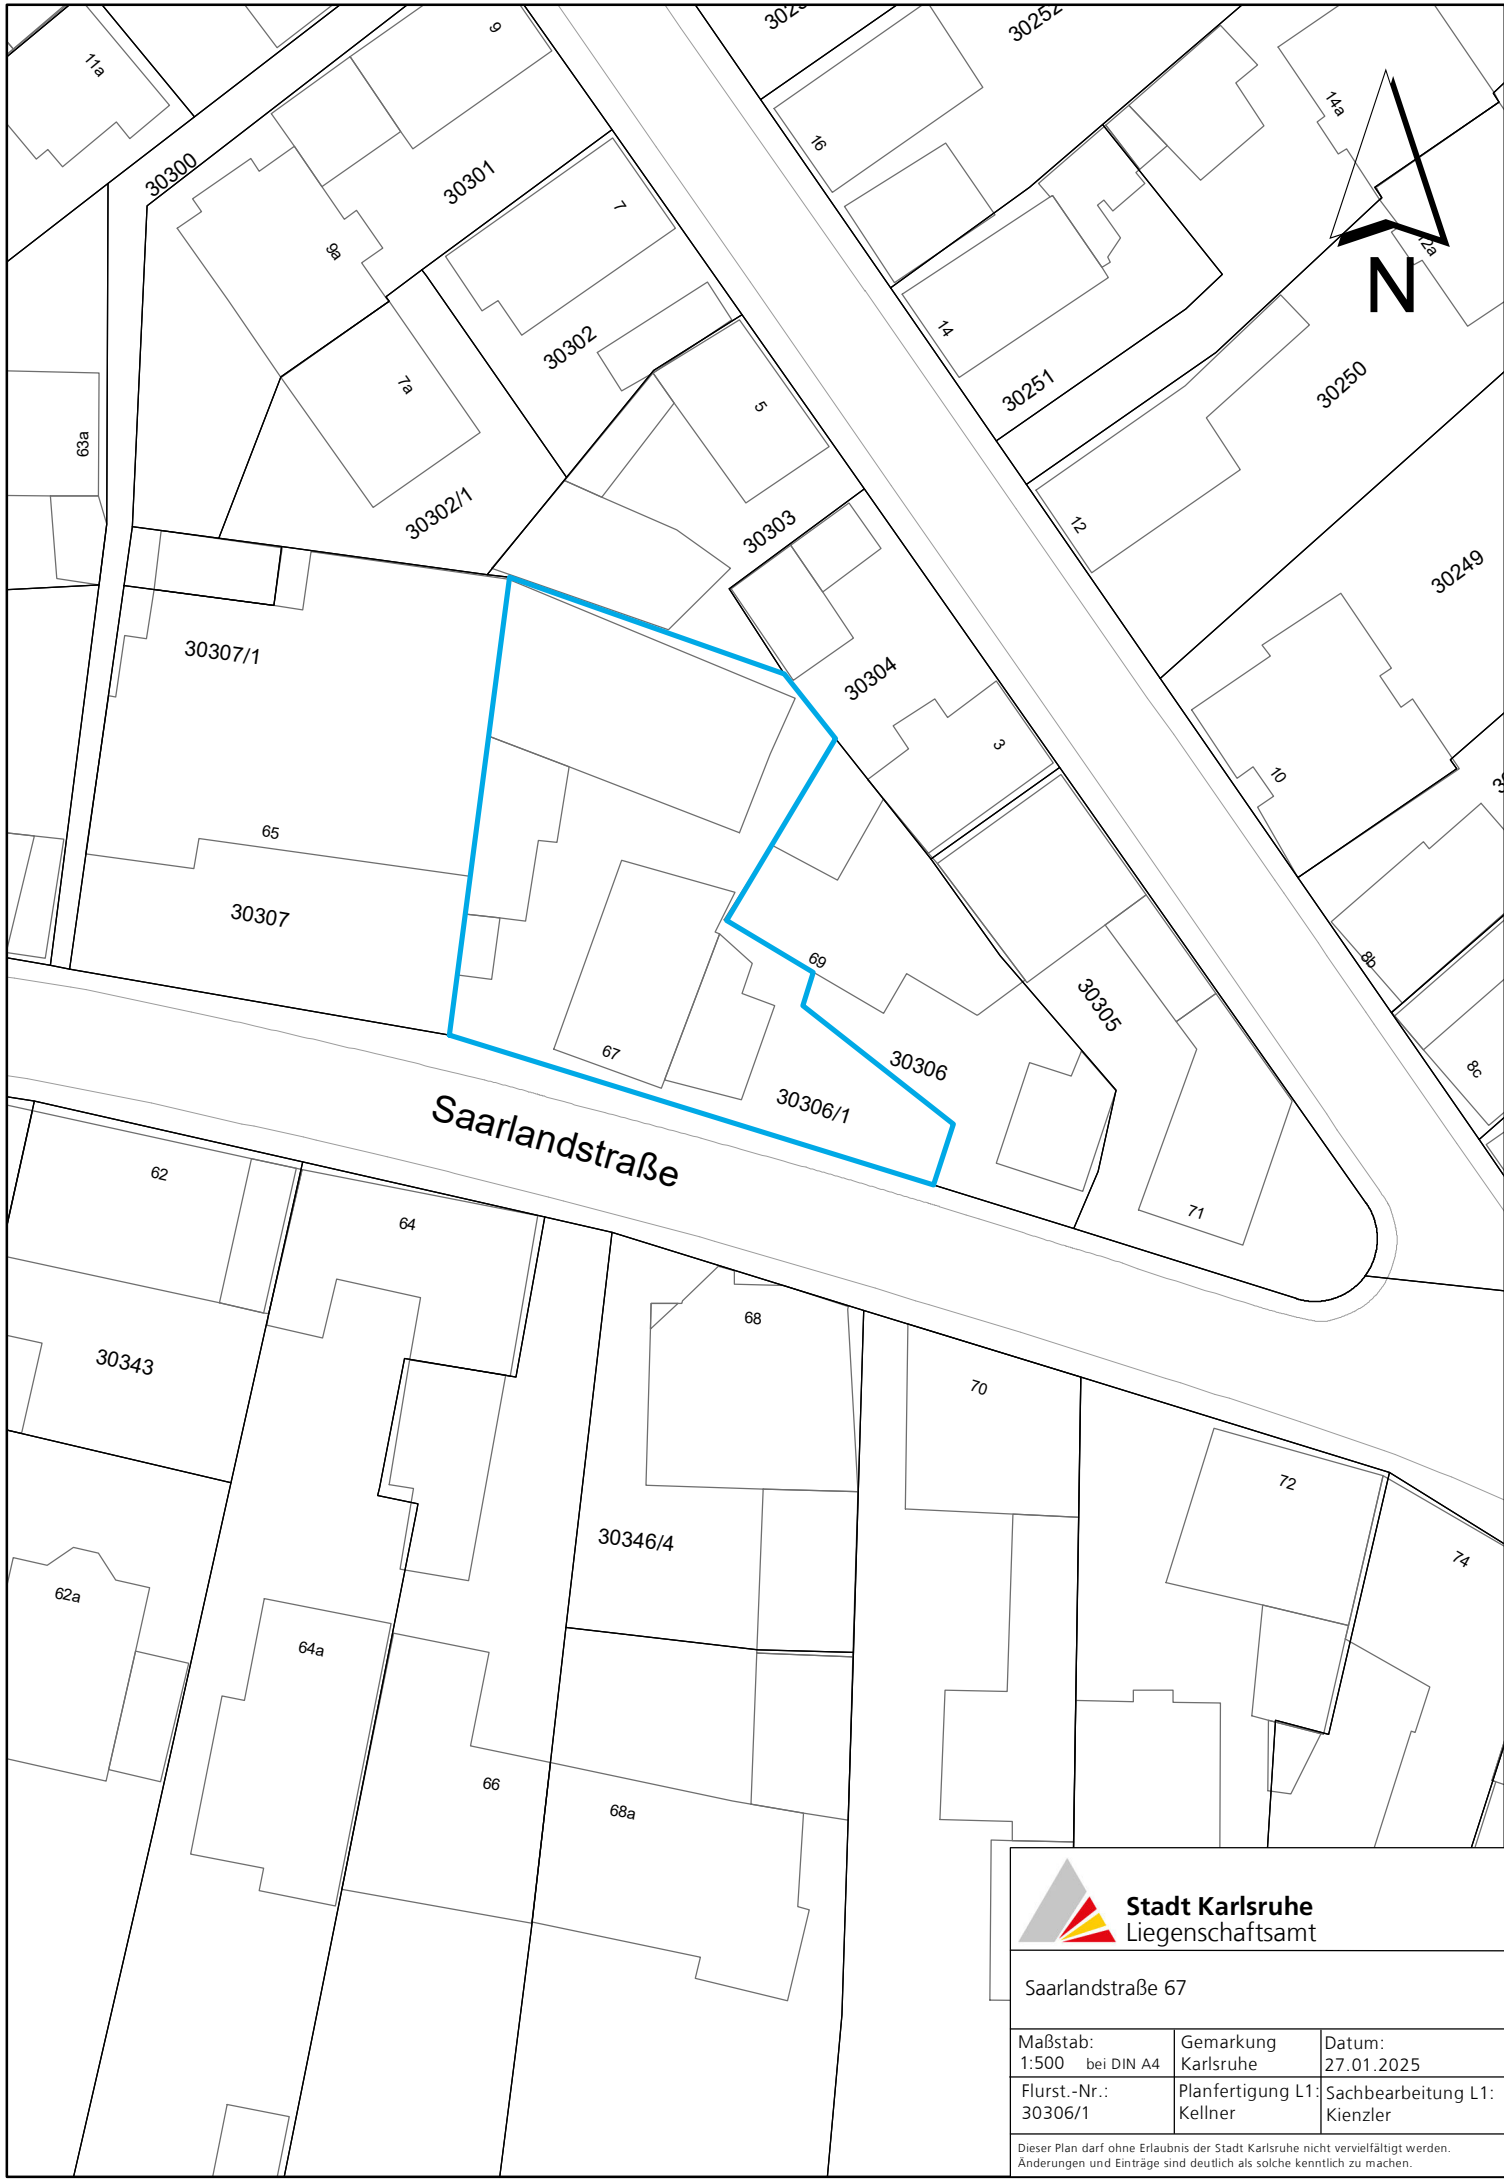 30252
9
11a
14a
16
30300
30301
7
9a
12a
N
14
30302
7a
30251
30250
5
63a
30302/1
12
30303
30249
30307/1
30304
3
10
65
30307
69
8b
30305
67
30306
8c
30306/1
Saarlandstraße
62
71
64
68
30343
70
72
30346/4
74
62a
64a
66
68a
Stadt Karlsruhe
Liegenschaftsamt
Saarlandstraße 67
Maßstab:
1:500 bei DIN A4
Gemarkung
Karlsruhe
Datum:
27.01.2025
Flurst.-Nr.:
30306/1
Planfertigung L1:
Kellner
Sachbearbeitung L1:
Kienzler
Dieser Plan darf ohne Erlaubnis der Stadt Karlsruhe nicht vervielfältigt werden.
Änderungen und Einträge sind deutlich als solche kenntlich zu machen.